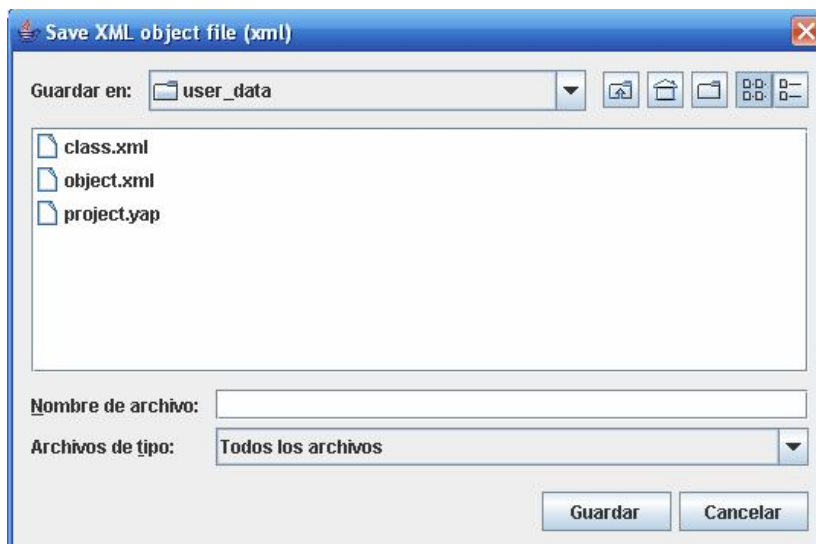 Save XML object file (xml)
Guardar en: user_data
class.xml
object.xml
project.yap
Nombre de archivo:
Archivos de tipo: Todos los archivos
Guardar Cancelar